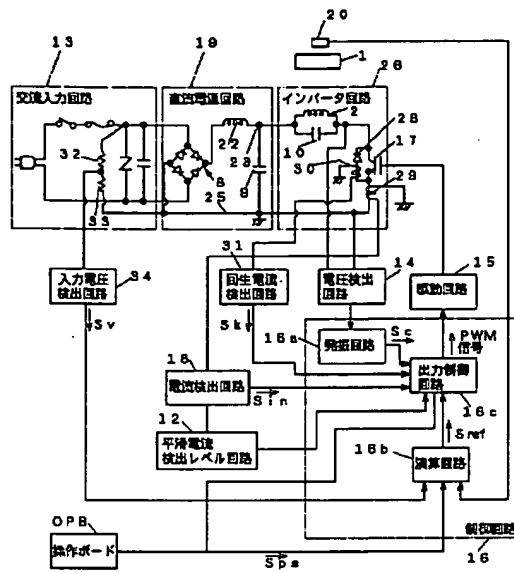 20
13
19
1
26
交流入力回路
直流電源回路
インバータ回路
2
28
32
22
23
10
17
30
8
9
29
33
25
入力電圧
検出回路
34
31
回生電流
検出回路
電圧検出
回路
14
15
駆動回路
Sv
Sk
16a
発振回路
Sc
PWM
信号
18
電流検出回路
Sin
出力制御
回路
16c
12
平滑電流
検出レベル回路
Sref
16b
演算回路
OPB
操作ボード
Sps
制御回路
16